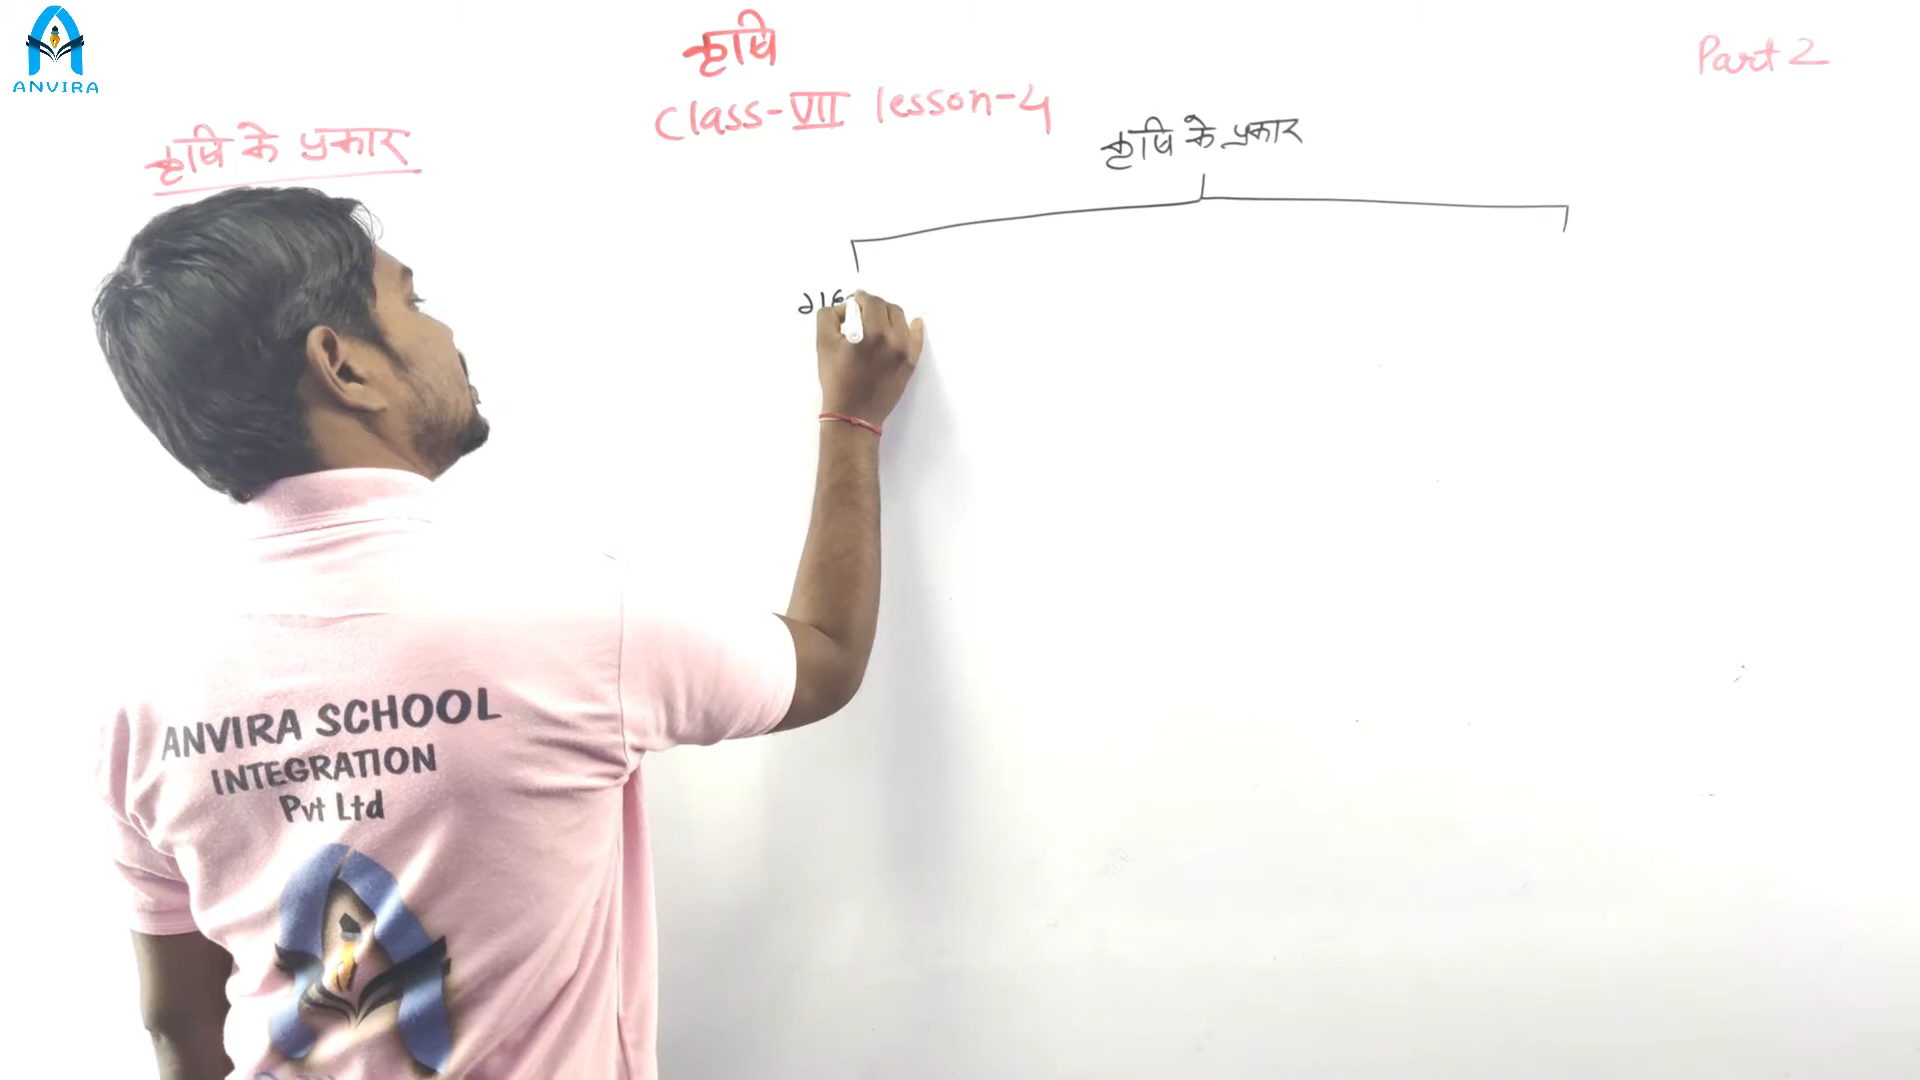 ANVIRA
कृषि
Class-VII lesson-4
Part 2
कृषि के प्रकार
कृषि के प्रकार
ANVIRA SCHOOL
INTEGRATION
Pvt Ltd